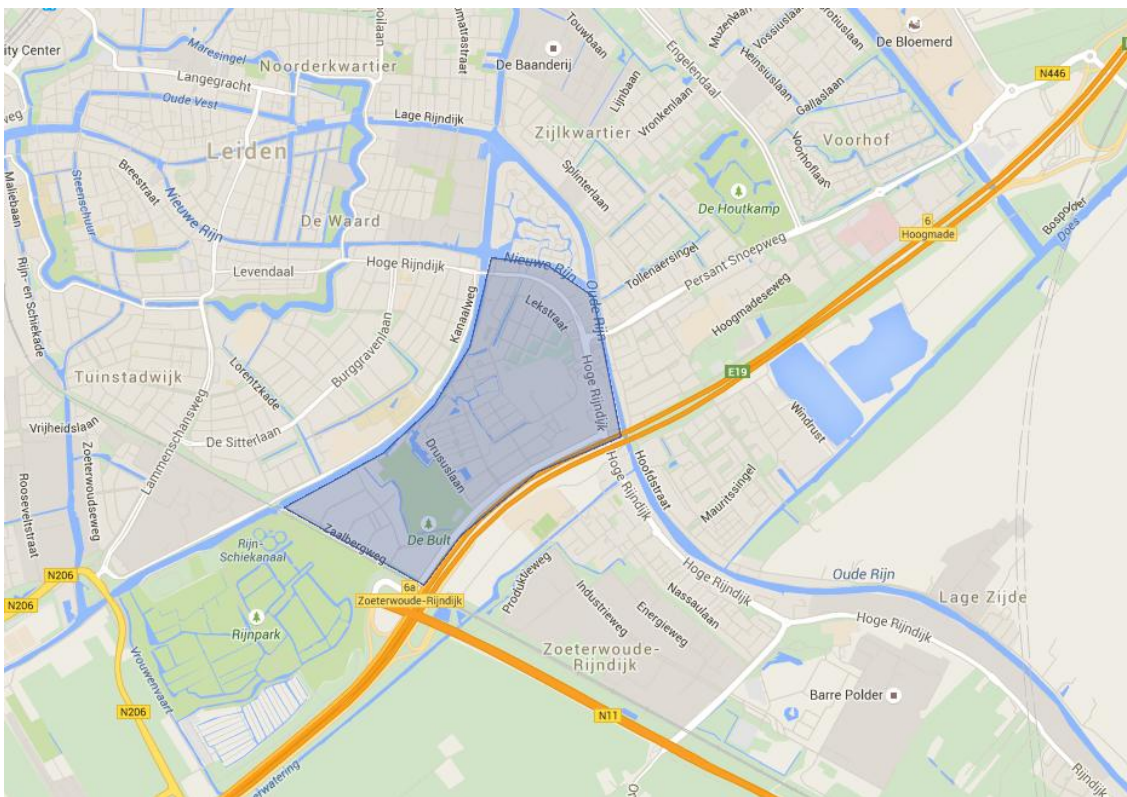 City Center
Maresingel
Langegracht
Noorderkwartier
Oude Vest
Leiden
Lage Rijndijk
De Baanderij
Touwbaan
Lijnbaan
Engelendaal
Vronkenlaan
Zijlkwartier
Splinterlaan
Vossiuslaan
Heinsiuslaan
Gallaslaan
De Bloemerd
N446
Voorhof
Voorhoflaan
De Houtkamp
Maliebaan
Steenschuur
Breestraat
Nieuwe Rijn
De Waard
Levendaal
Hoge Rijndijk
Nieuwe Rijn
Oude Rijn
Tollenaersingel
Persant Snoepweg
6
Hoogmade
Bospolder
Does
Rijn- en Schiekade
Kanaalweg
Lekstraat
Hoge Rijndijk
Hoogmadeseweg
E19
Tuinstadwijk
Lorentzkade
Burggravenlaan
Vrijheidslaan
De Sitterlaan
Lammenschansweg
Zoeterwoudseweg
Rooseveltstraat
Drususlaan
De Bult
Zaalbergweg
Windrust
Mauritssingel
Hoofdstraat
Hoge Rijndijk
Rijn-
Schiekanaal
N206
N206
6a
Zoeterwoude-Rijndijk
Produktieweg
Industrieweg
Energieweg
Nassaulaan
Hoge Rijndijk
Oude Rijn
Lage Zijde
Hoge Rijndijk
Rijnpark
Vrouwenvaart
Zoeterwoude-
Rijndijk
Barre Polder
N206
N11
Rijndijk